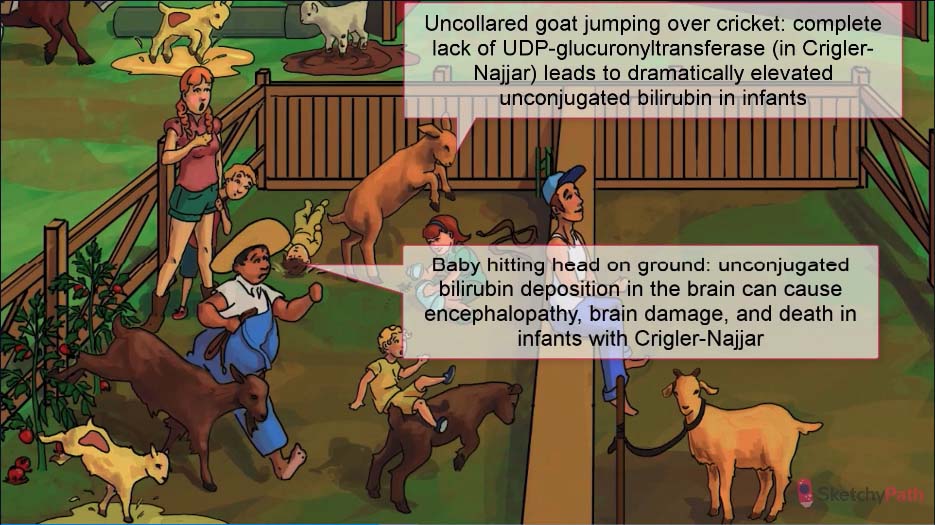 Uncollared goat jumping over cricket: complete
lack of UDP-glucuronyltransferase (in Crigler-
Najjar) leads to dramatically elevated
unconjugated bilirubin in infants
Baby hitting head on ground: unconjugated
bilirubin deposition in the brain can cause
encephalopathy, brain damage, and death in
infants with Crigler-Najjar
SketchyPath